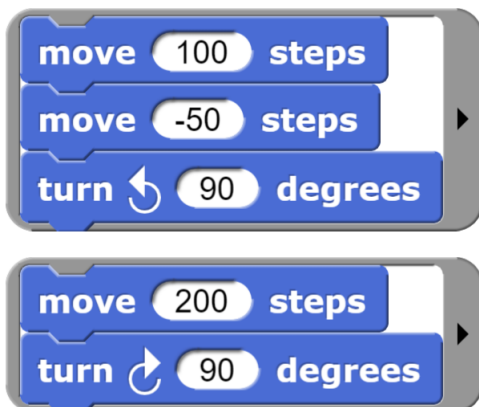 move 100 steps
move -50 steps
turn 90 degrees
move 200 steps
turn 90 degrees